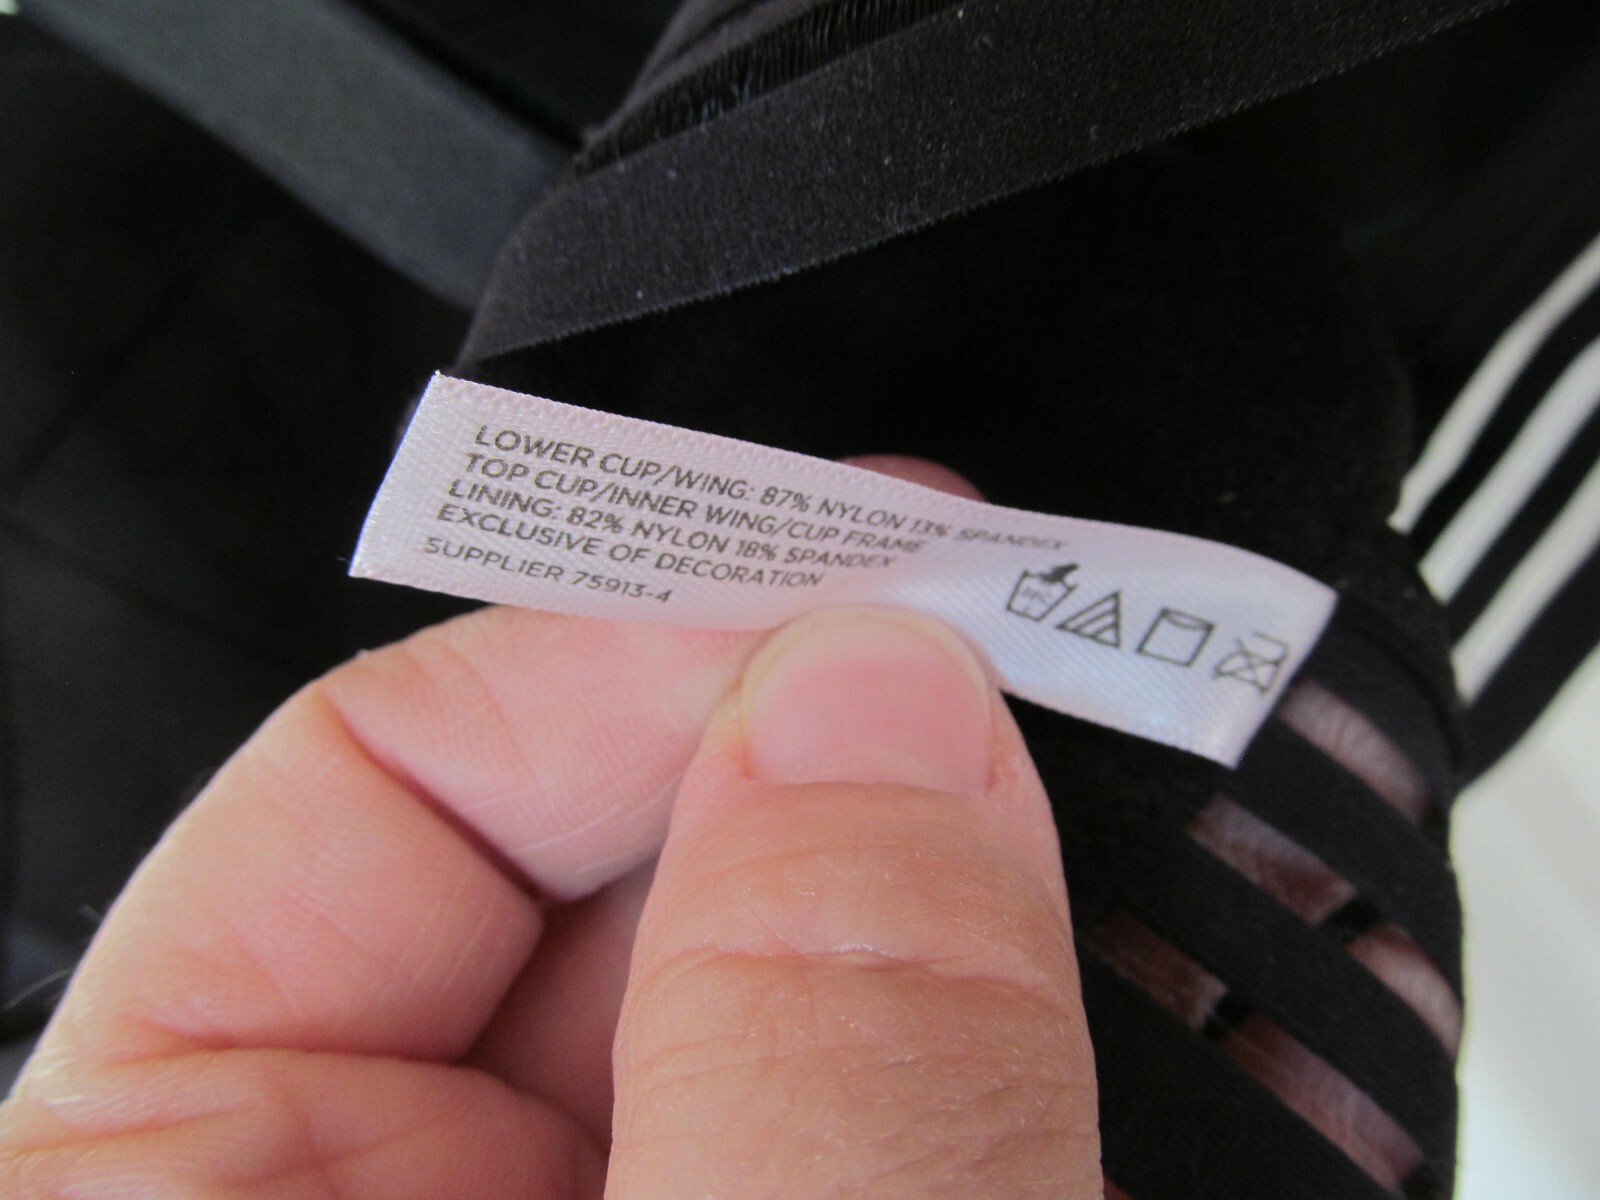 LOWER CUP/WING: 87% NYLON 13% SPANDEX
TOP CUP/INNER WING/CUP FRAME
LINING: 82% NYLON 18% SPANDEX
EXCLUSIVE OF DECORATION
SUPPLIER 75913-4